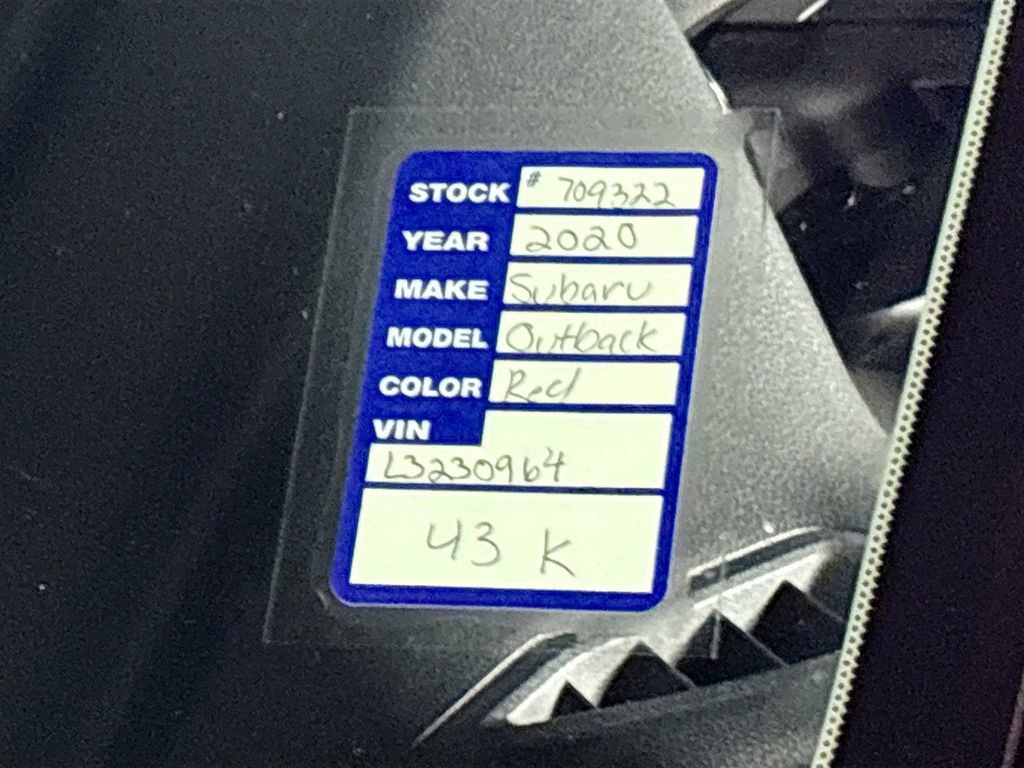 STOCK # 709322
YEAR 2020
MAKE Subaru
MODEL Outback
COLOR Red
VIN
L3230964
43 K